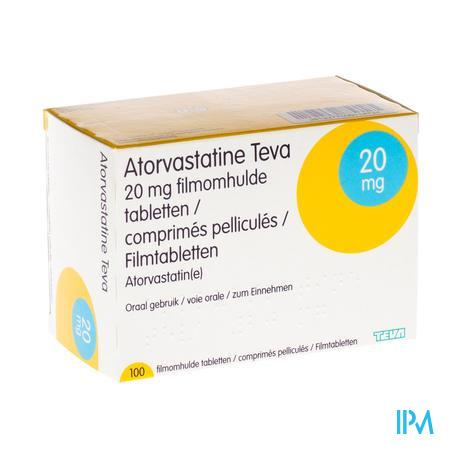 Atorvastatine Teva
20 mg filmomhulde
tabletten /
comprimés pelliculés /
Filmtabletten
Atorvastatin(e)
Oraal gebruik / voie orale / zum Einnehmen
20
mg
100 filmomhulde tabletten / comprimés pelliculés / Filmtabletten
TEVA
Atorvastatine Teva
20
mg
IPM